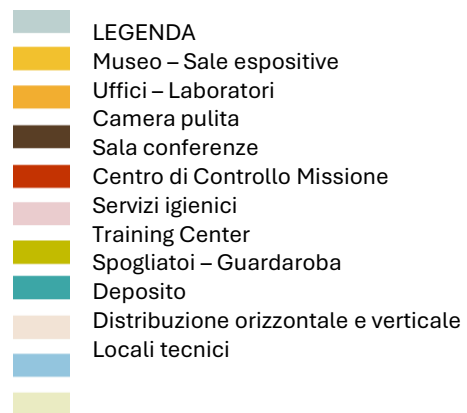 LEGENDA
Museo – Sale espositive
Uffici – Laboratori
Camera pulita
Sala conferenze
Centro di Controllo Missione
Servizi igienici
Training Center
Spogliatoi – Guardaroba
Deposito
Distribuzione orizzontale e verticale
Locali tecnici